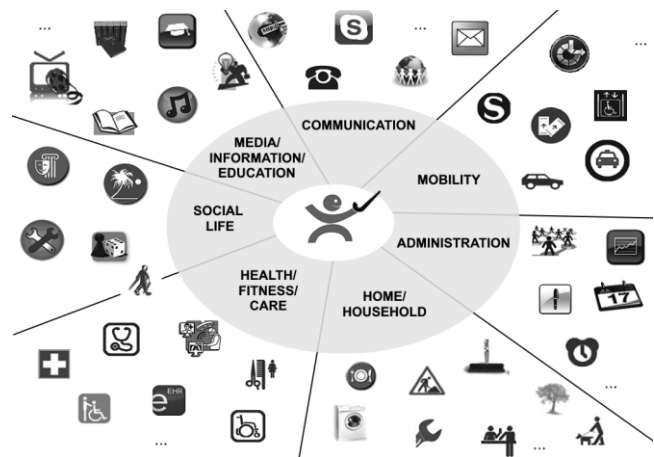 ...
...
...
S
S
COMMUNICATION
MEDIA/
INFORMATION/
EDUCATION
MOBILITY
SOCIAL
LIFE
ADMINISTRATION
17
HEALTH/
FITNESS/
CARE
HOME/
HOUSEHOLD
e
EHR
...
...
...